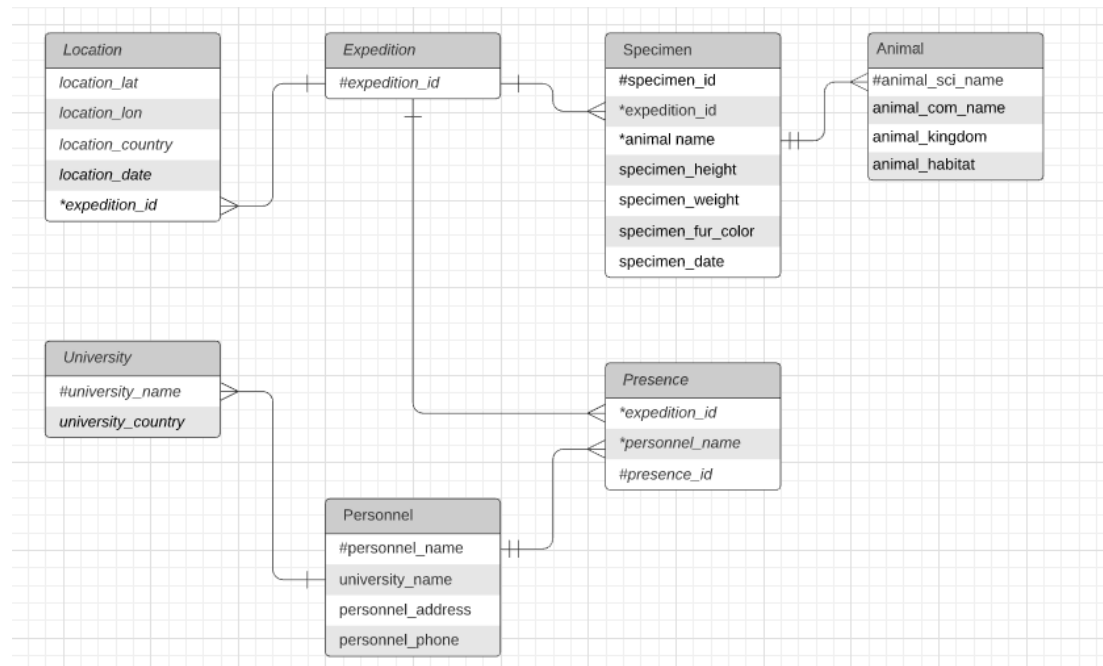 Location
location_lat
location_lon
location_country
location_date
*expedition_id
Expedition
#expedition_id
Specimen
#specimen_id
*expedition_id
*animal name
specimen_height
specimen_weight
specimen_fur_color
specimen_date
Animal
#animal_sci_name
animal_com_name
animal_kingdom
animal_habitat
University
#university_name
university_country
Presence
*expedition_id
*personnel_name
#presence_id
Personnel
#personnel_name
university_name
personnel_address
personnel_phone